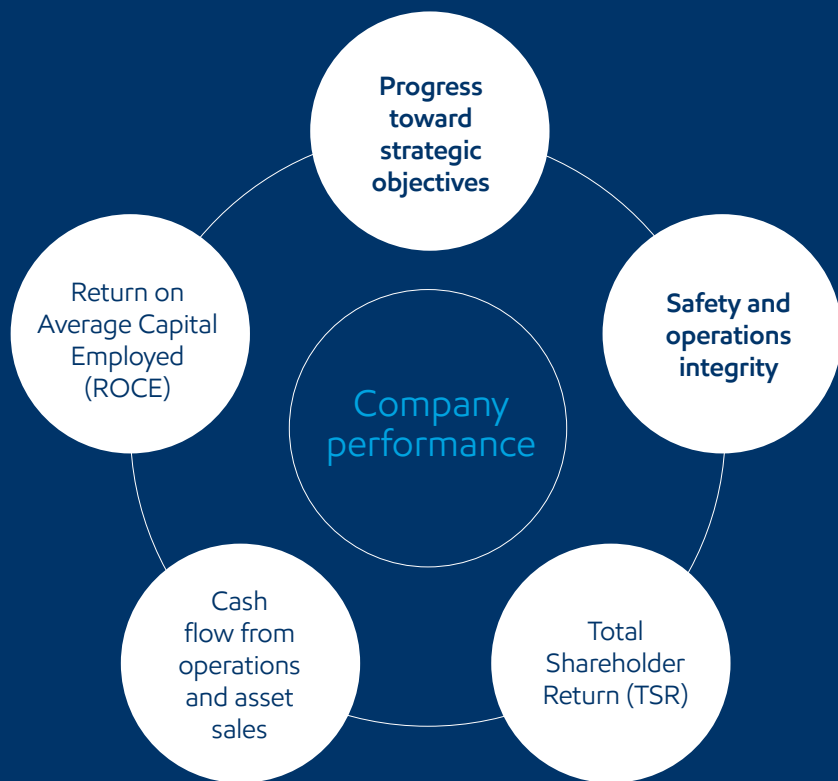 Progress
toward
strategic
objectives
Return on
Average Capital
Employed
(ROCE)
Safety and
operations
integrity
Company
performance
Cash
flow from
operations
and asset
sales
Total
Shareholder
Return (TSR)